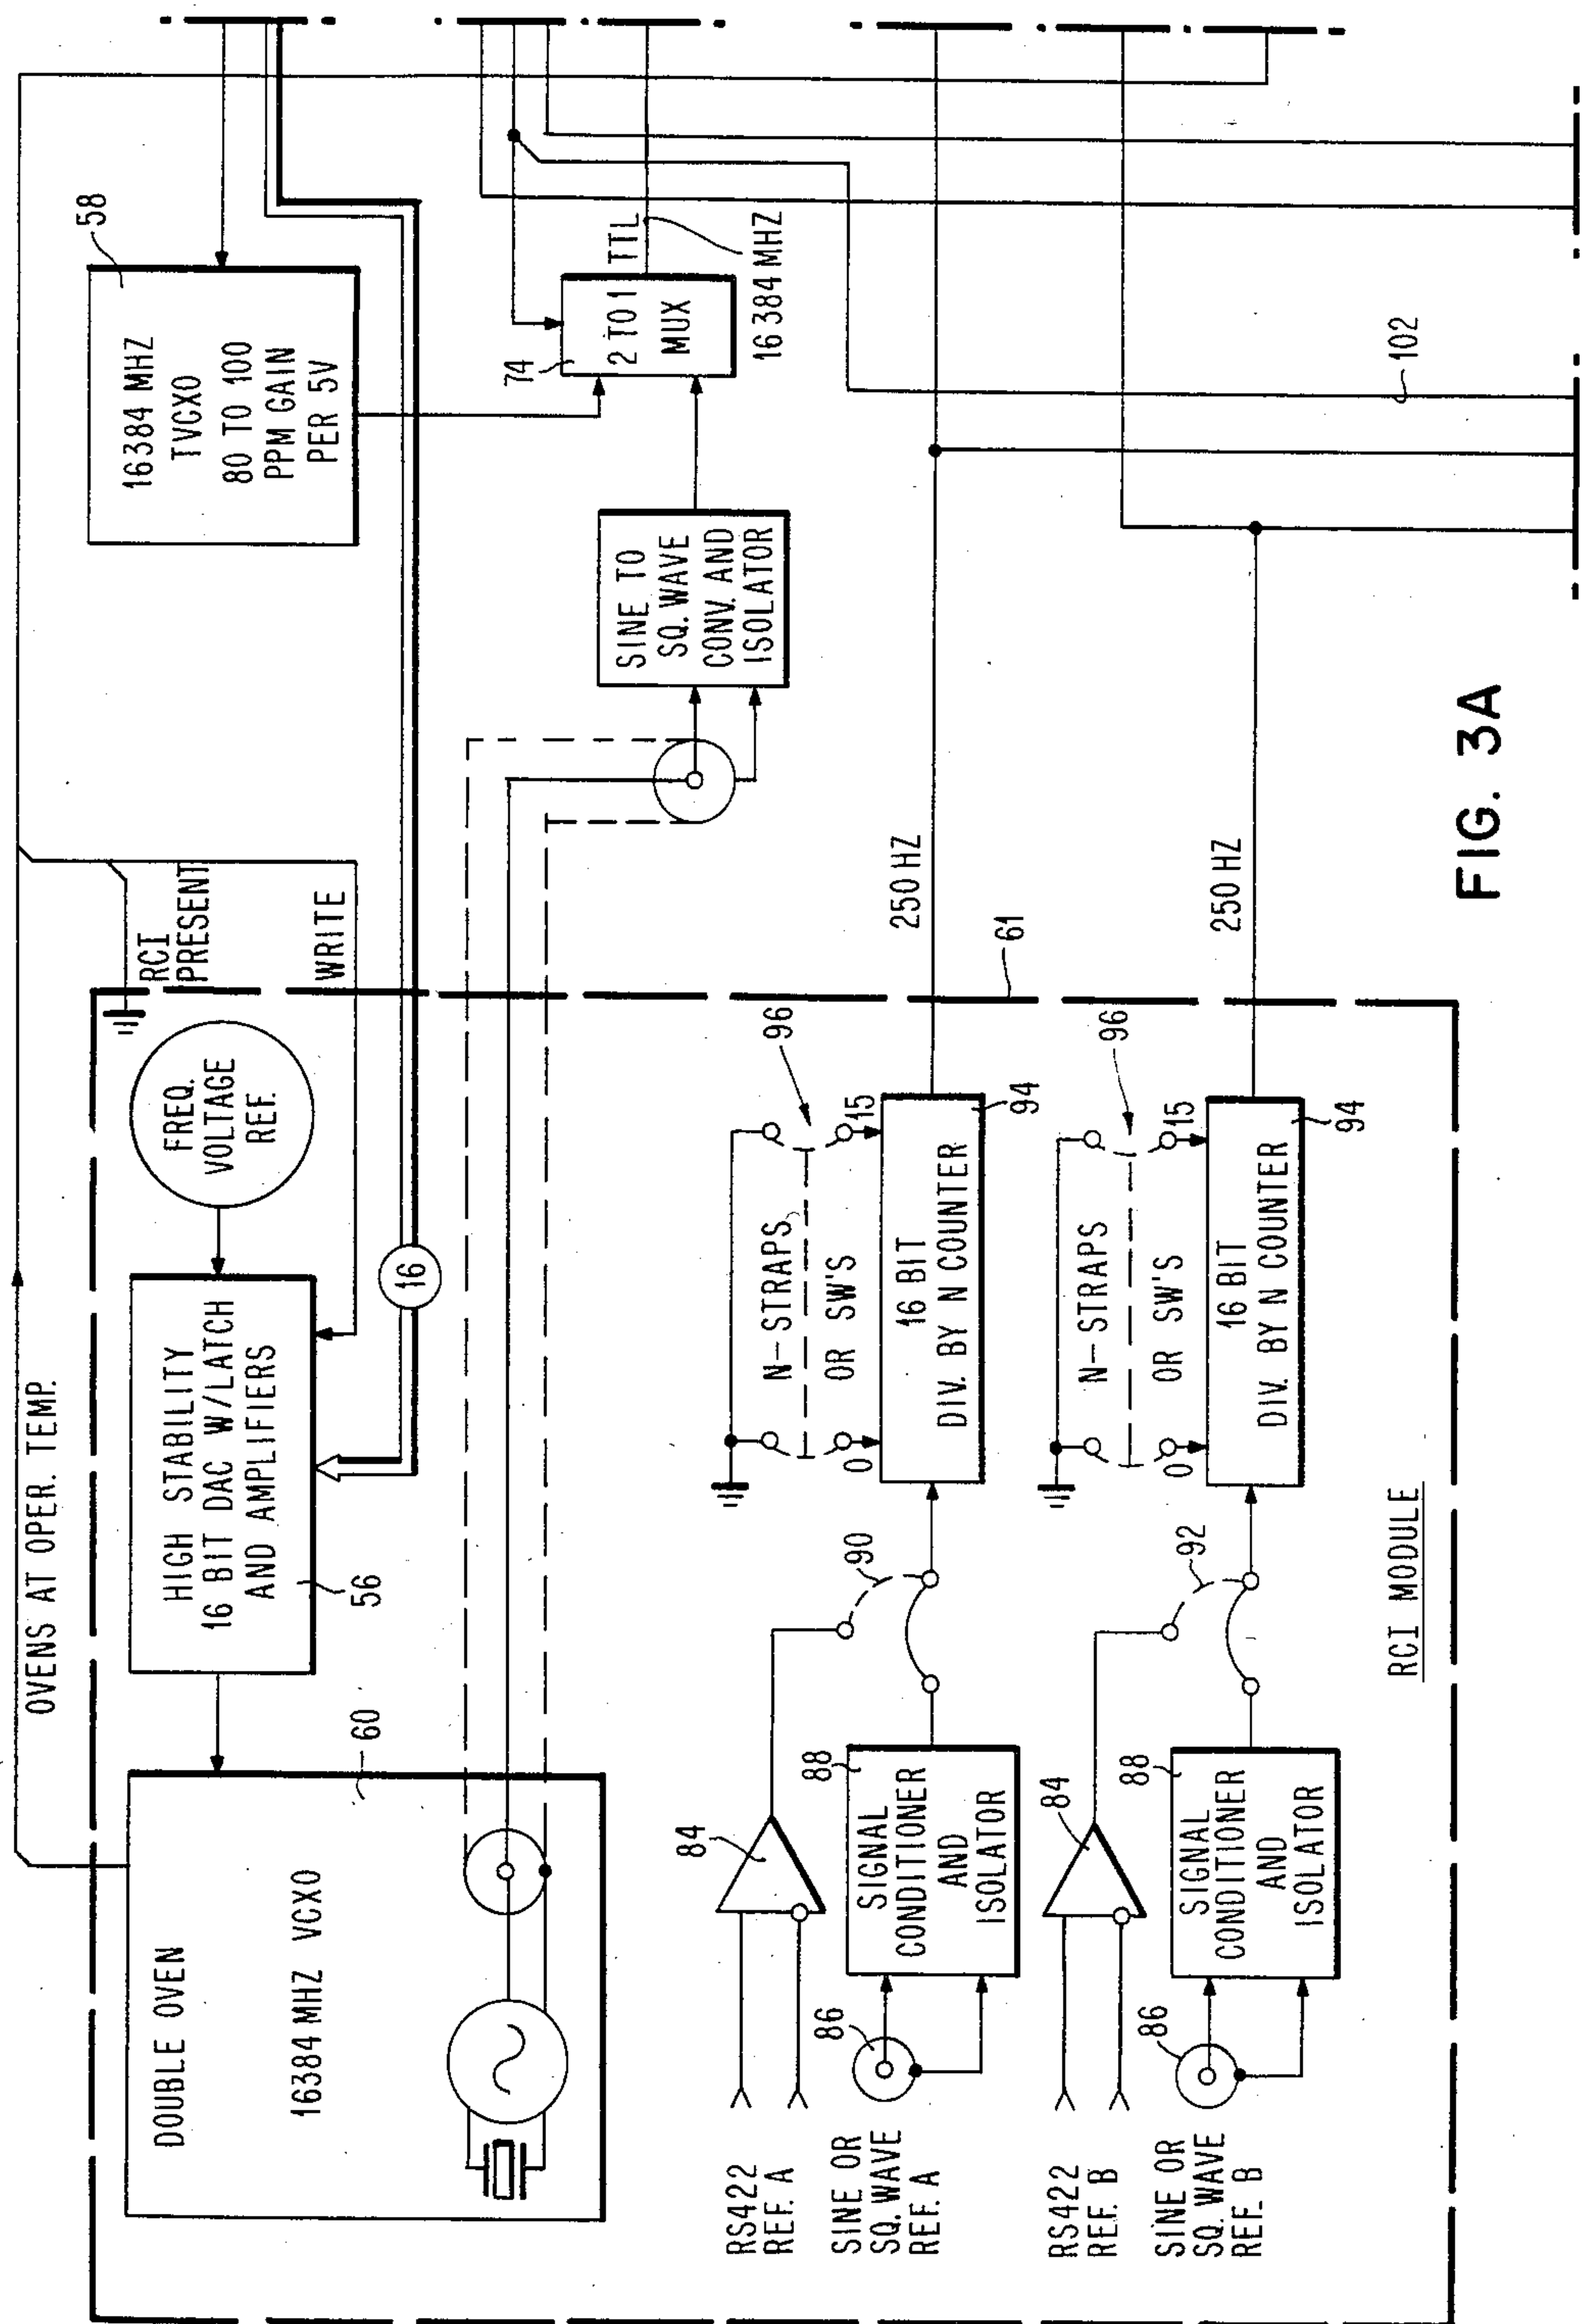 OVENS AT OPER. TEMP.
DOUBLE OVEN
16384 MHZ VCXO
60
HIGH STABILITY
16 BIT DAC W/LATCH
AND AMPLIFIERS
56
FREQ.
VOLTAGE
REF.
RCI
PRESENT
WRITE
16
16384 MHZ
TVCXO
80 TO 100
PPM GAIN
PER 5V
58
SINE TO
SQ. WAVE
CONV. AND
ISOLATOR
74
2 TO 1
MUX
TTL
16384 MHZ
RS422
REF. A
84
SINE OR
SQ. WAVE
REF. A
86
88
SIGNAL
CONDITIONER
AND
ISOLATOR
90
N-STRAPS
OR SW'S
0
15
96
16 BIT
DIV. BY N COUNTER
94
250 HZ
61
RS422
REF. B
84
SINE OR
SQ. WAVE
REF. B
86
88
SIGNAL
CONDITIONER
AND
ISOLATOR
92
N-STRAPS
OR SW'S
0
15
96
16 BIT
DIV. BY N COUNTER
94
250 HZ
102
RCI MODULE
FIG. 3A